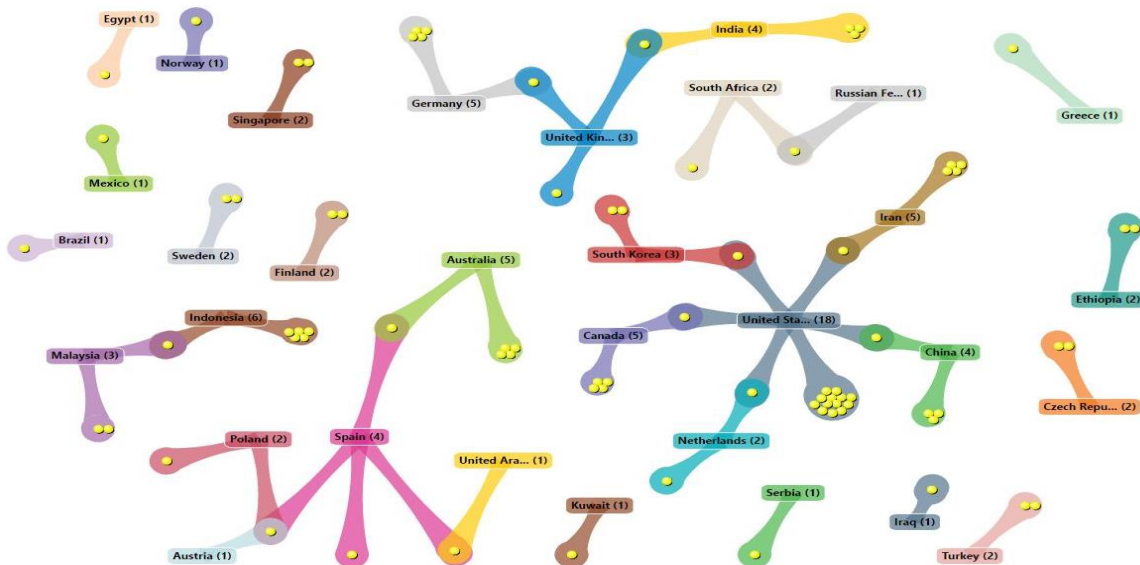 Egypt (1)
India (4)
Norway (1)
South Africa (2)
Russian Fe... (1)
Germany (5)
Greece (1)
Singapore (2)
United Kin... (3)
Mexico (1)
Iran (5)
Brazil (1)
Sweden (2)
South Korea (3)
Australia (5)
Finland (2)
Ethiopia (2)
Indonesia (6)
United Sta... (18)
Canada (5)
China (4)
Malaysia (3)
Czech Repu... (2)
Poland (2)
Spain (4)
Netherlands (2)
United Ara... (1)
Serbia (1)
Kuwait (1)
Iraq (1)
Austria (1)
Turkey (2)